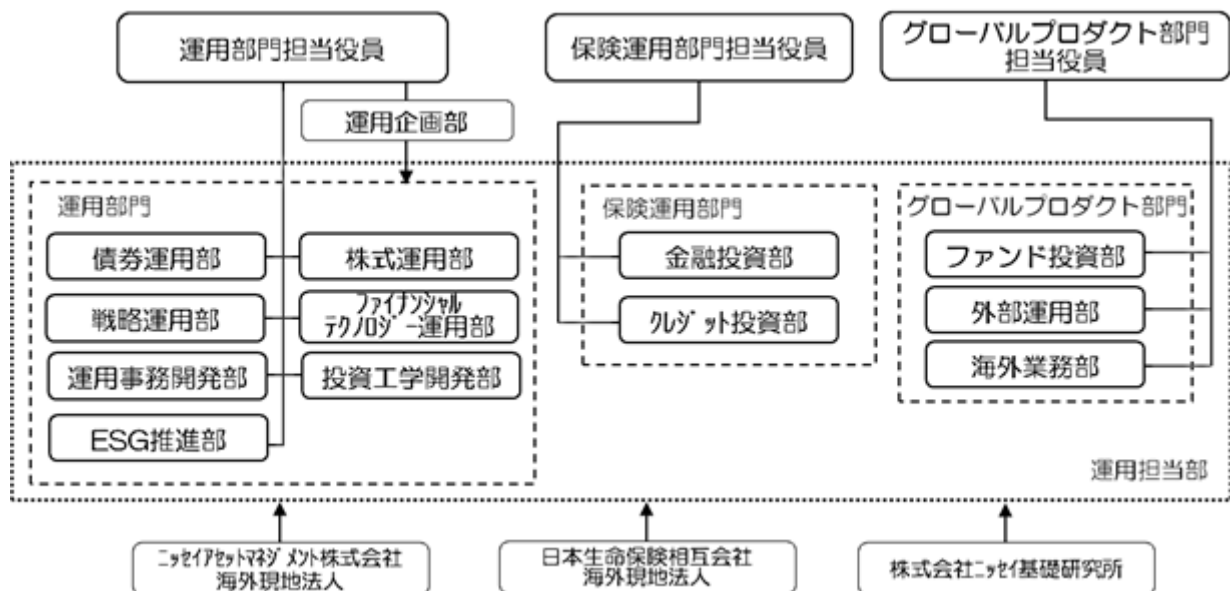 運用部門担当役員
保険運用部門担当役員
グローバルプロダクト部門
担当役員
運用企画部
運用部門
債券運用部
株式運用部
戦略運用部
ファイナンシャル
テクノロジー運用部
運用事務開発部
投資工学開発部
ESG推進部
保険運用部門
金融投資部
クレジット投資部
グローバルプロダクト部門
ファンド投資部
外部運用部
海外業務部
運用担当部
ニッセイアセットマネジメント株式会社
海外現地法人
日本生命保険相互会社
海外現地法人
株式会社ニッセイ基礎研究所